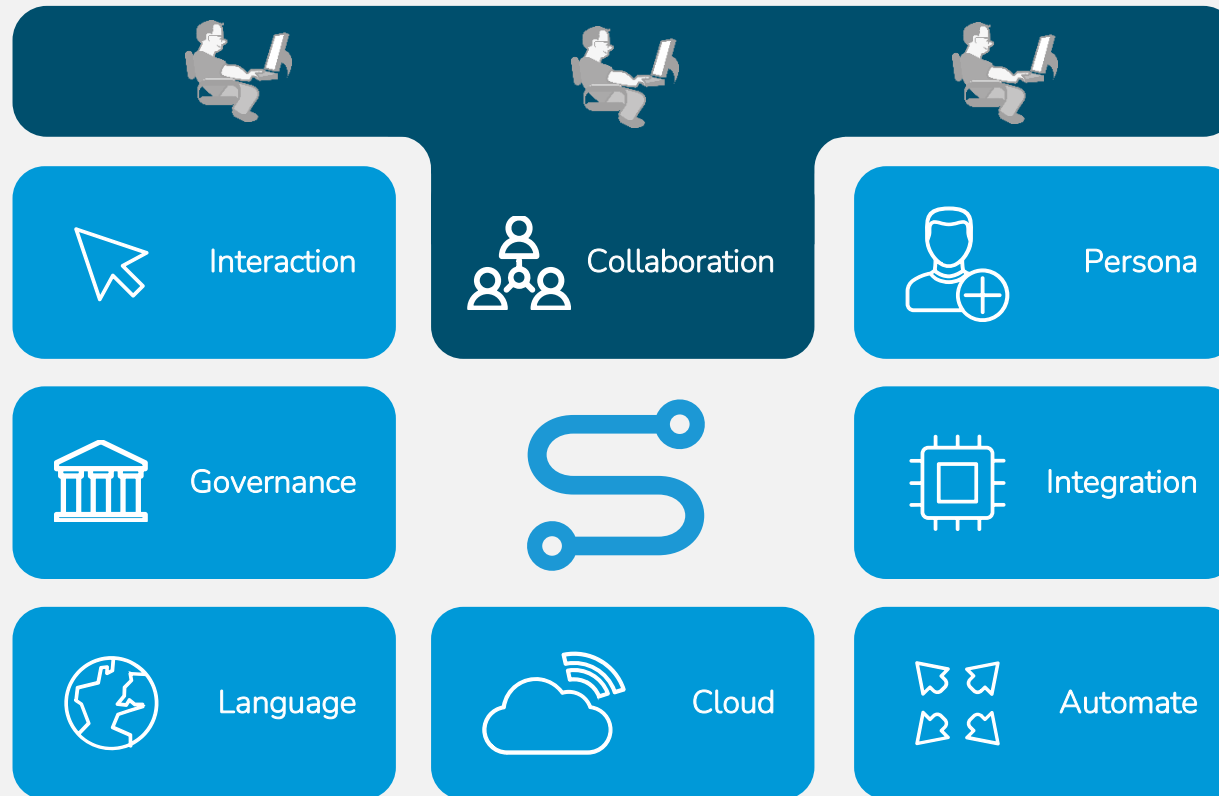 Interaction
Collaboration
Persona
Governance
Integration
Language
Cloud
Automate